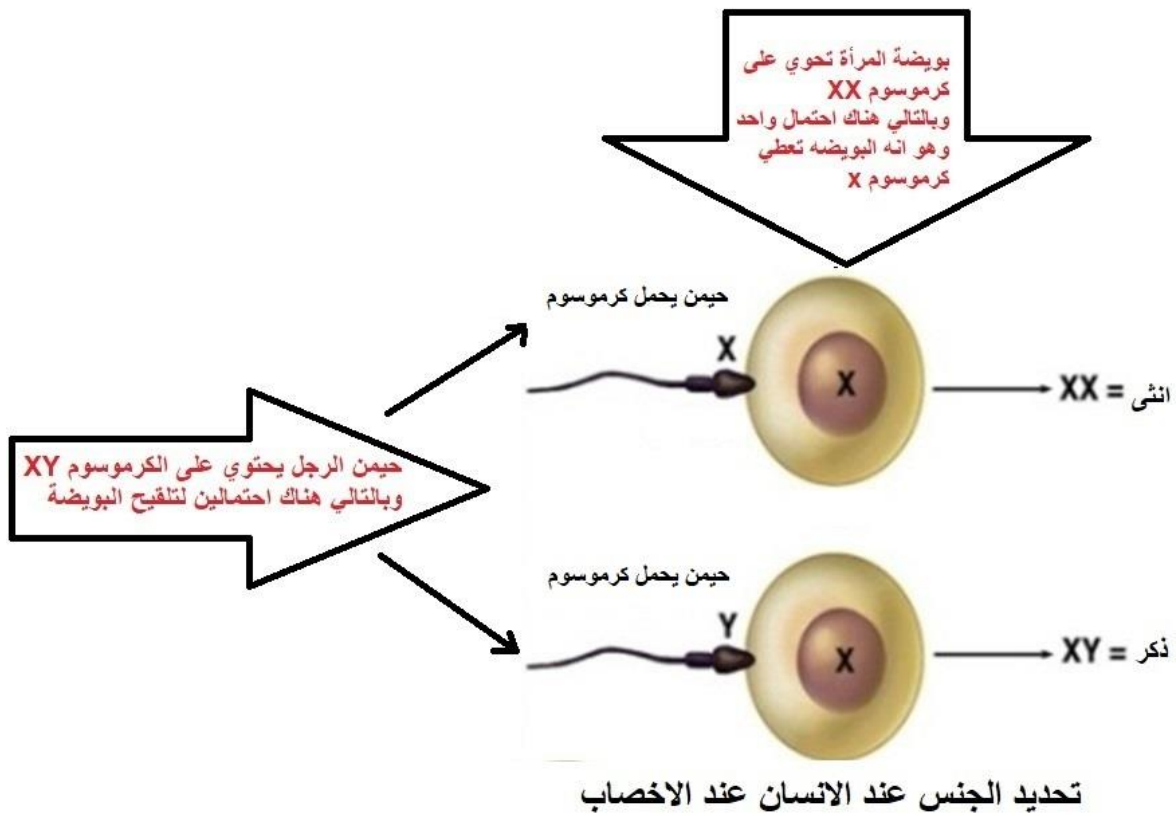 بويضة المرأة تحوي على
كرموسوم XX
وبالتالي هناك احتمال واحد
وهو انه البويضه تعطي
كرموسوم x
حيمن يحمل كرموسوم
X
X
XX = انثى
حيمن الرجل يحتوي على الكرموسوم XY
وبالتالي هناك احتمالين لتلقيح البويضة
حيمن يحمل كرموسوم
Y
X
XY = ذكر
تحديد الجنس عند الانسان عند الاخصاب